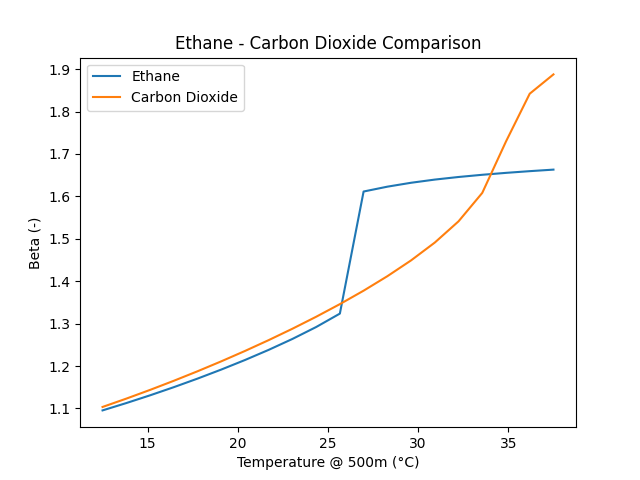 Ethane - Carbon Dioxide Comparison
Ethane
Carbon Dioxide
Beta (-)
1.9
1.8
1.7
1.6
1.5
1.4
1.3
1.2
1.1
15 20 25 30 35
Temperature @ 500m (°C)